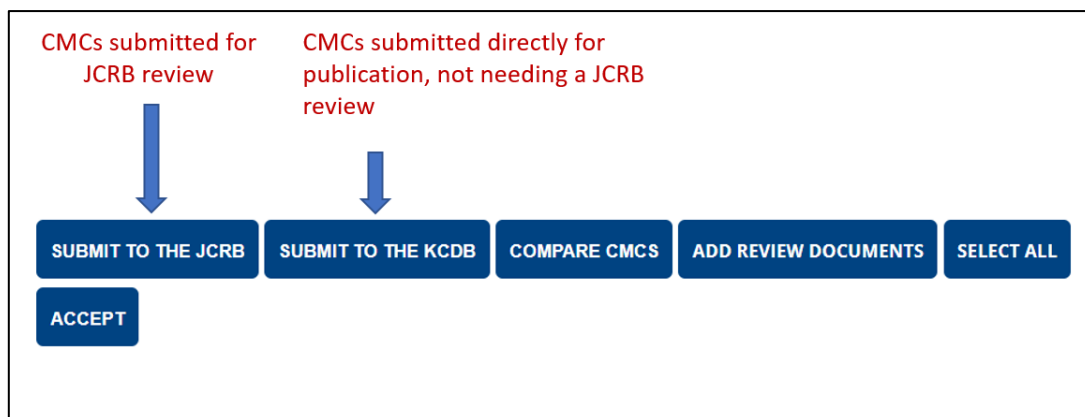 CMCs submitted for
JCRB review
CMCs submitted directly for
publication, not needing a JCRB
review
SUBMIT TO THE JCRB
SUBMIT TO THE KCDB
COMPARE CMCS
ADD REVIEW DOCUMENTS
SELECT ALL
ACCEPT